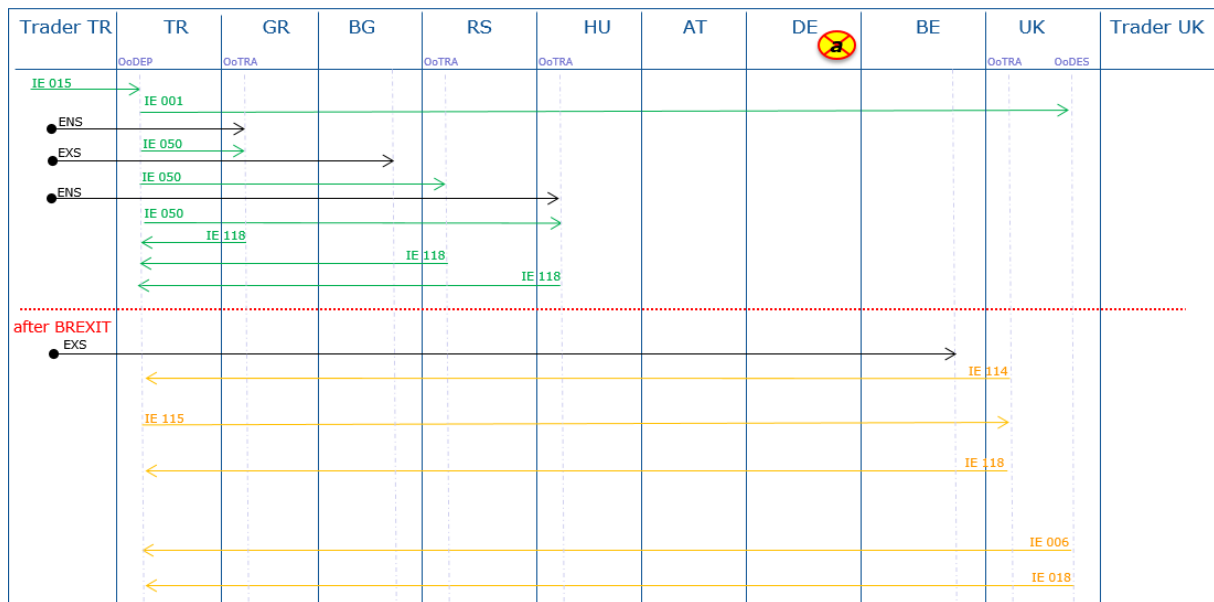 Trader TR TR GR BG RS HU AT DE BE UK Trader UK
a
OoDEP OoTRA OoTRA OoTRA OoTRA OoDES
IE 015
IE 001
ENS
IE 050
EXS
IE 050
ENS
IE 050
IE 118
IE 118
IE 118
after BREXIT
EXS
IE 114
IE 115
IE 118
IE 006
IE 018